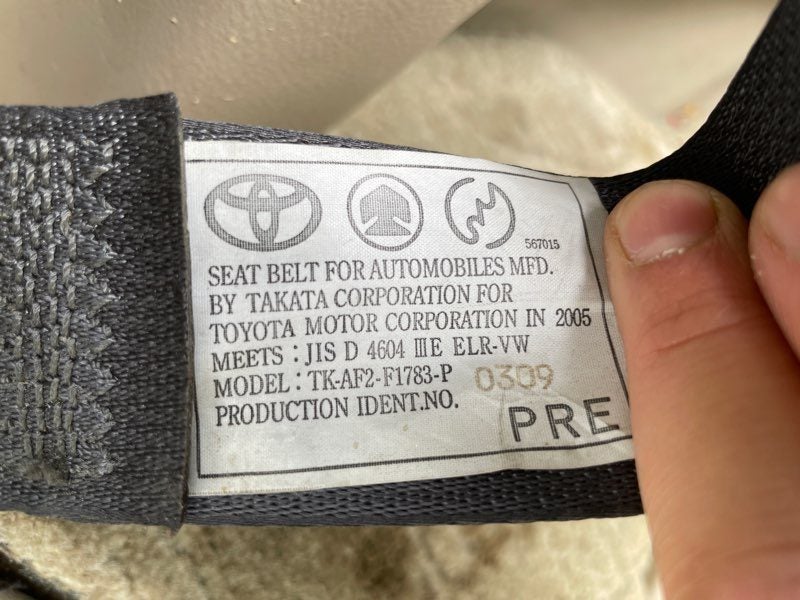 567015
SEAT BELT FOR AUTOMOBILES MFD.
BY TAKATA CORPORATION FOR
TOYOTA MOTOR CORPORATION IN 2005
MEETS : JIS D 4604 ⅢE ELR-VW
MODEL : TK-AF2-F1783-P 0309
PRODUCTION IDENT.NO.
PRE